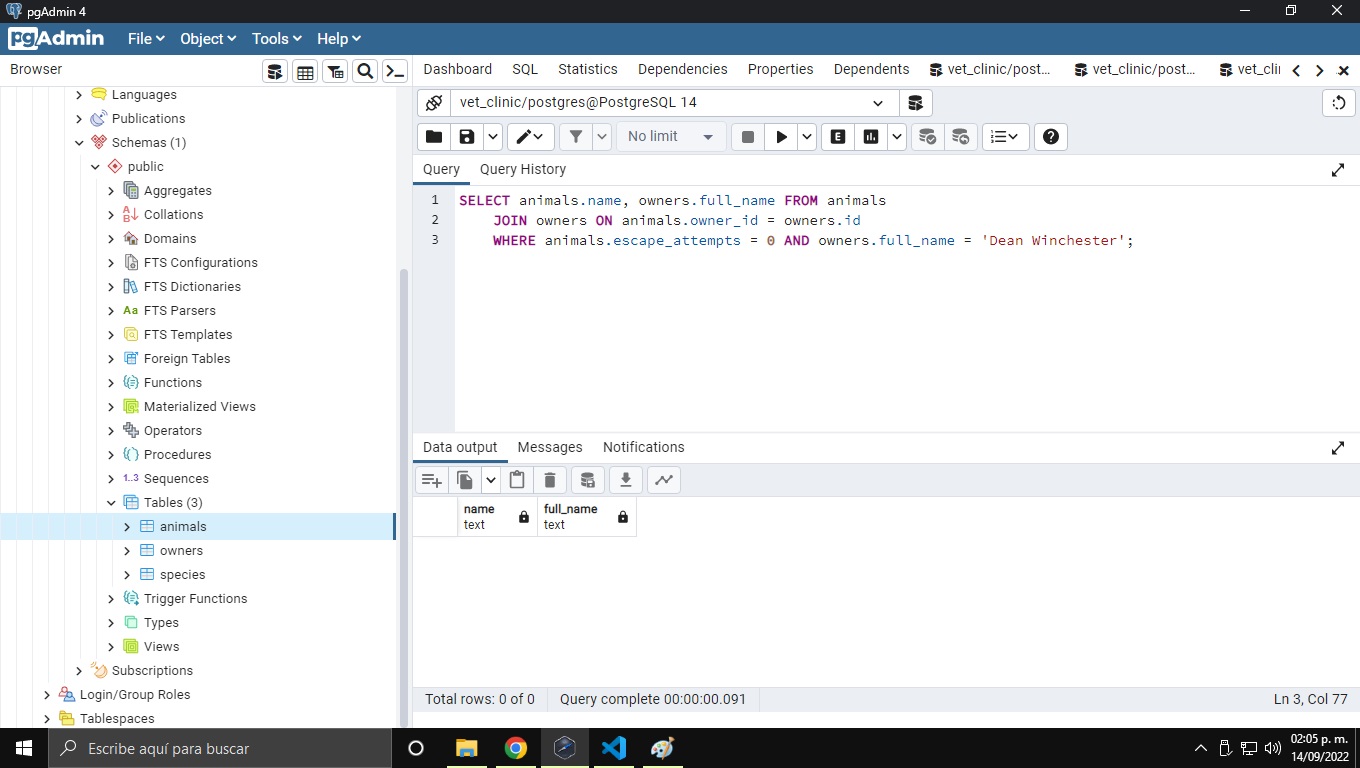 pgAdmin 4
pgAdmin File Object Tools Help
Browser
Dashboard SQL Statistics Dependencies Properties Dependents vet_clinic/post... vet_clinic/post... vet_cli
vet_clinic/postgres@PostgreSQL 14
No limit
E
Query Query History
1 SELECT animals.name, owners.full_name FROM animals
2 JOIN owners ON animals.owner_id = owners.id
3 WHERE animals.escape_attempts = 0 AND owners.full_name = 'Dean Winchester';
Languages
Publications
Schemas (1)
public
Aggregates
Collations
Domains
FTS Configurations
FTS Dictionaries
Aa FTS Parsers
FTS Templates
Foreign Tables
Functions
Materialized Views
Operators
Procedures
1..3 Sequences
Tables (3)
animals
owners
species
Trigger Functions
Types
Views
Subscriptions
Login/Group Roles
Tablespaces
Data output Messages Notifications
name full_name
text text
Total rows: 0 of 0 Query complete 00:00:00.091 Ln 3, Col 77
Escribe aquí para buscar
02:05 p. m.
14/09/2022